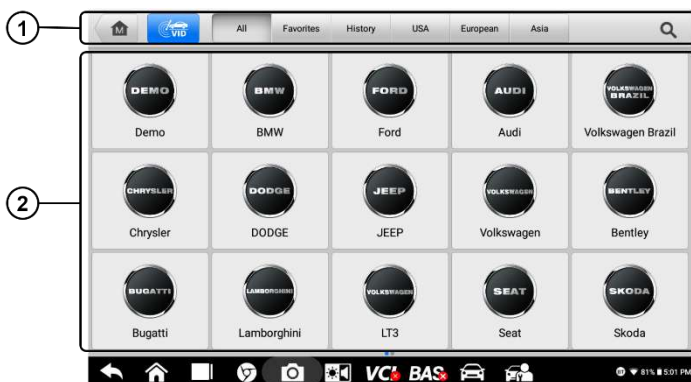 1
M VID All Favorites History USA European Asia
2
DEMO BMW FORD AUDI VOLKSWAGEN BRAZIL
Demo BMW Ford Audi Volkswagen Brazil
CHRYSLER DODGE JEEP VOLKSWAGEN BENTLEY
Chrysler DODGE JEEP Volkswagen Bentley
BUGATTI LAMBORGHINI VOLKSWAGEN SEAT SKODA
Bugatti Lamborghini LT3 Seat Skoda
VCI BAS 81% 5:01 PM